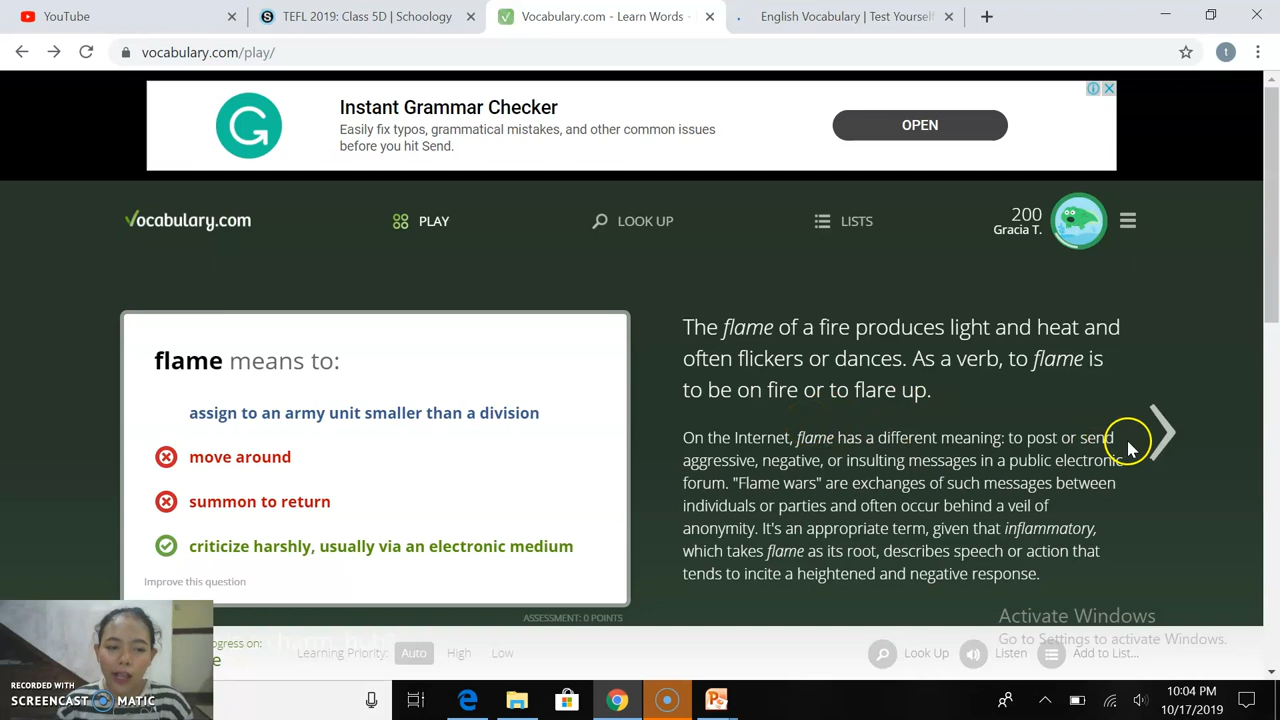 YouTube
TEFL 2019: Class 5D | Schoology
Vocabulary.com - Learn Words -
English Vocabulary | Test Yourself
vocabulary.com/play/
t
Instant Grammar Checker
Easily fix typos, grammatical mistakes, and other common issues
before you hit Send.
OPEN
Vocabulary.com
PLAY
LOOK UP
LISTS
200
Gracia T.
flame means to:
assign to an army unit smaller than a division
move around
summon to return
criticize harshly, usually via an electronic medium
Improve this question
ASSESSMENT: 0 POINTS
The flame of a fire produces light and heat and
often flickers or dances. As a verb, to flame is
to be on fire or to flare up.
On the Internet, flame has a different meaning: to post or send
aggressive, negative, or insulting messages in a public electronic
forum. "Flame wars" are exchanges of such messages between
individuals or parties and often occur behind a veil of
anonymity. It's an appropriate term, given that inflammatory,
which takes flame as its root, describes speech or action that
tends to incite a heightened and negative response.
Activate Windows
Go to Settings to activate Windows.
on:
Learning Priority:
Auto
High
Low
Look Up
Listen
Add to List...
RECORDED WITH
SCREENCAST MATIC
10:04 PM
10/17/2019